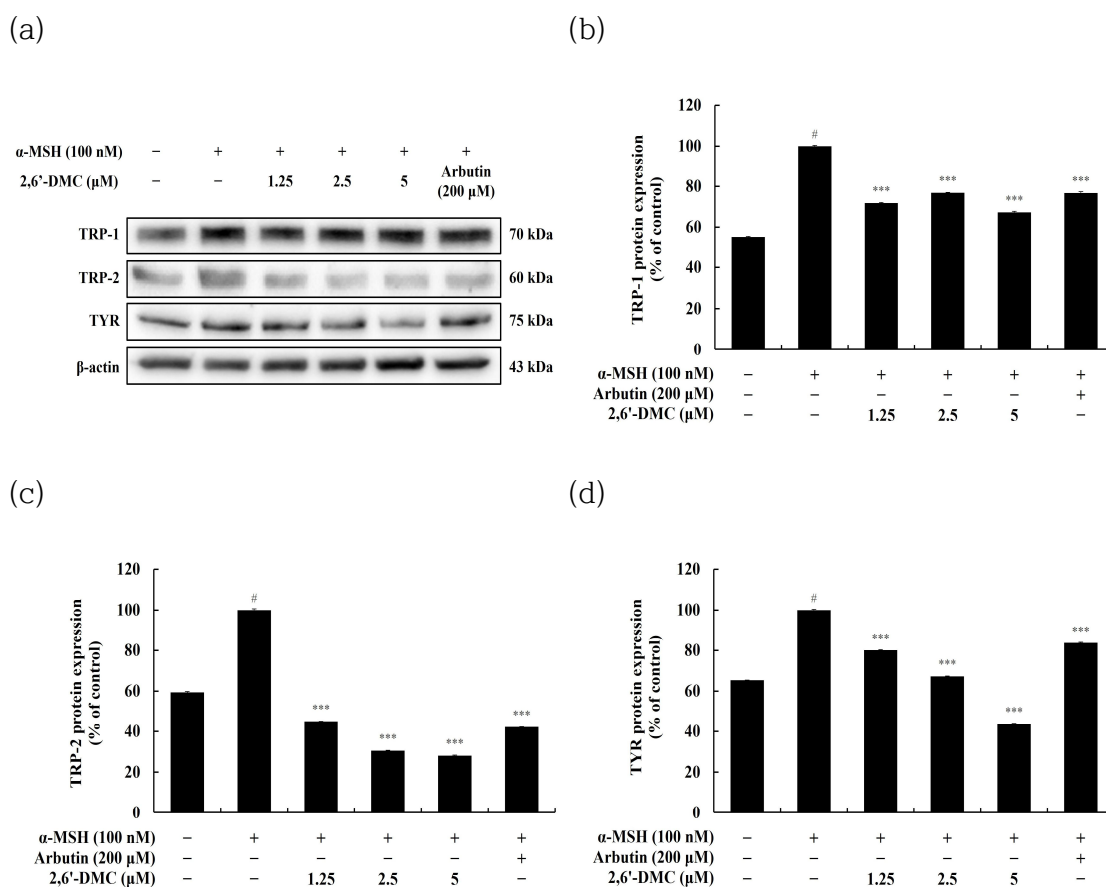 (a)
α-MSH (100 nM) – + + + + +
2,6'-DMC (μM) – – 1.25 2.5 5 Arbutin
(200 μM)
TRP-1 70 kDa
TRP-2 60 kDa
TYR 75 kDa
β-actin 43 kDa
(b)
TRP-1 protein expression
(% of control)
120
100
80
60
40
20
0
# *** *** *** ***
α-MSH (100 nM) – + + + + +
Arbutin (200 μM) – – – – – +
2,6'-DMC (μM) – – 1.25 2.5 5 –
(c)
TRP-2 protein expression
(% of control)
120
100
80
60
40
20
0
# *** *** *** ***
α-MSH (100 nM) – + + + + +
Arbutin (200 μM) – – – – – +
2,6'-DMC (μM) – – 1.25 2.5 5 –
(d)
TYR protein expression
(% of control)
120
100
80
60
40
20
0
# *** *** *** ***
α-MSH (100 nM) – + + + + +
Arbutin (200 μM) – – – – – +
2,6'-DMC (μM) – – 1.25 2.5 5 –